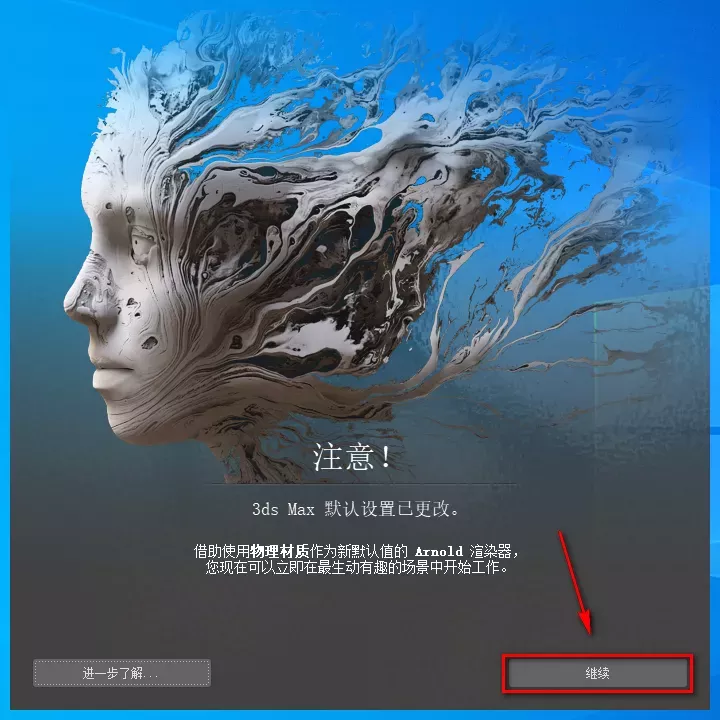 注意!
3ds Max 默认设置已更改。
借助使用物理材质作为新默认值的 Arnold 渲染器,
您现在可以立即在最生动有趣的场景中开始工作。
进一步了解...
继续